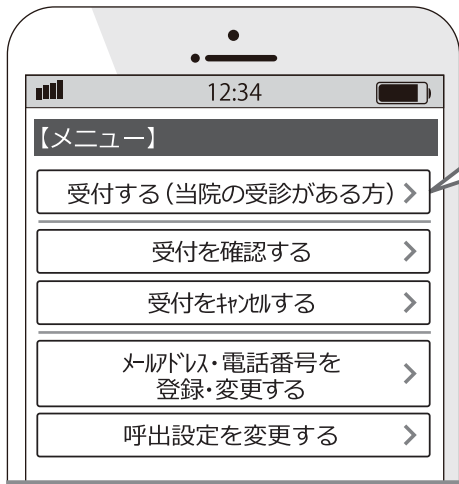 12:34
【メニュー】
受付する（当院の受診がある方）
受付を確認する
受付をｷｬﾝｾﾙする
ﾒｰﾙｱﾄﾞﾚｽ・電話番号を
登録・変更する
呼出設定を変更する